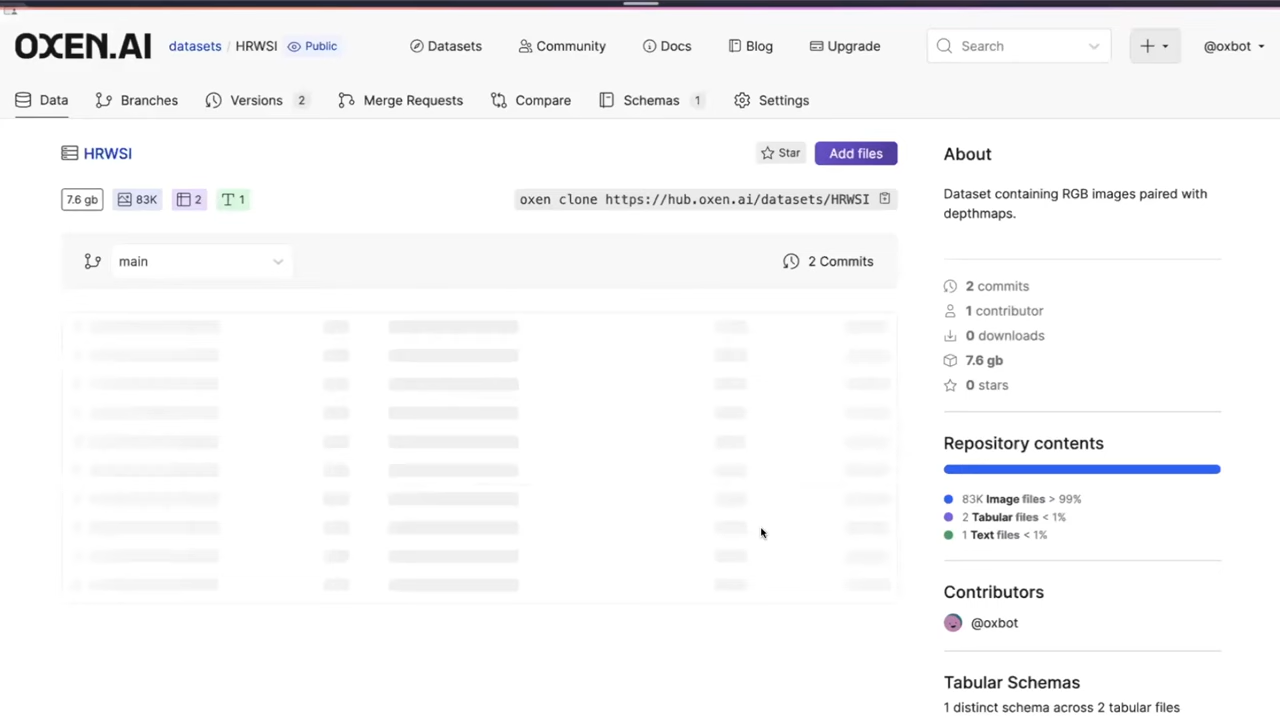 OXEN.AI datasets / HRWSI Public Datasets Community Docs Blog Upgrade Search @oxbot
Data Branches Versions 2 Merge Requests Compare Schemas 1 Settings
HRWSI Star Add files
7.6 gb 83K 2 1 oxen clone https://hub.oxen.ai/datasets/HRWSI
main 2 Commits
About
Dataset containing RGB images paired with
depthmaps.
2 commits
1 contributor
0 downloads
7.6 gb
0 stars
Repository contents
83K Image files > 99%
2 Tabular files < 1%
1 Text files < 1%
Contributors
@oxbot
Tabular Schemas
1 distinct schema across 2 tabular files